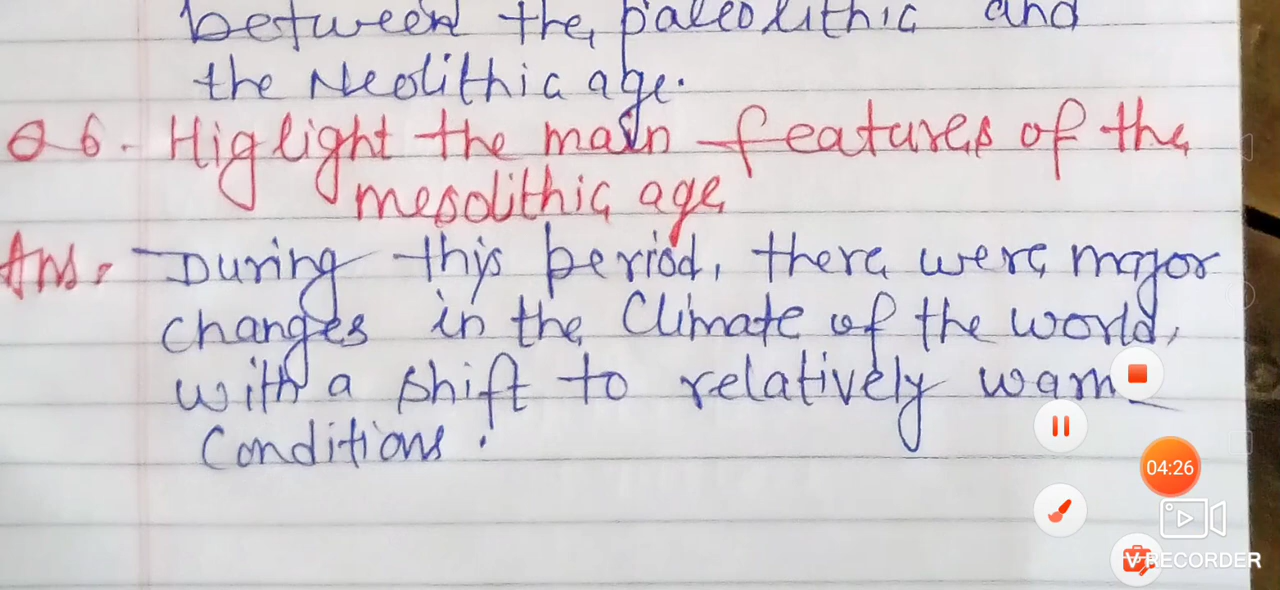 between the paleolithic and
the Neolithic age.
Q 6. Higlight the main features of the
mesolithic age
Ans. During this period, there were major
changes in the Climate of the world,
with a shift to relatively warm
Conditions.
04:26
V RECORDER